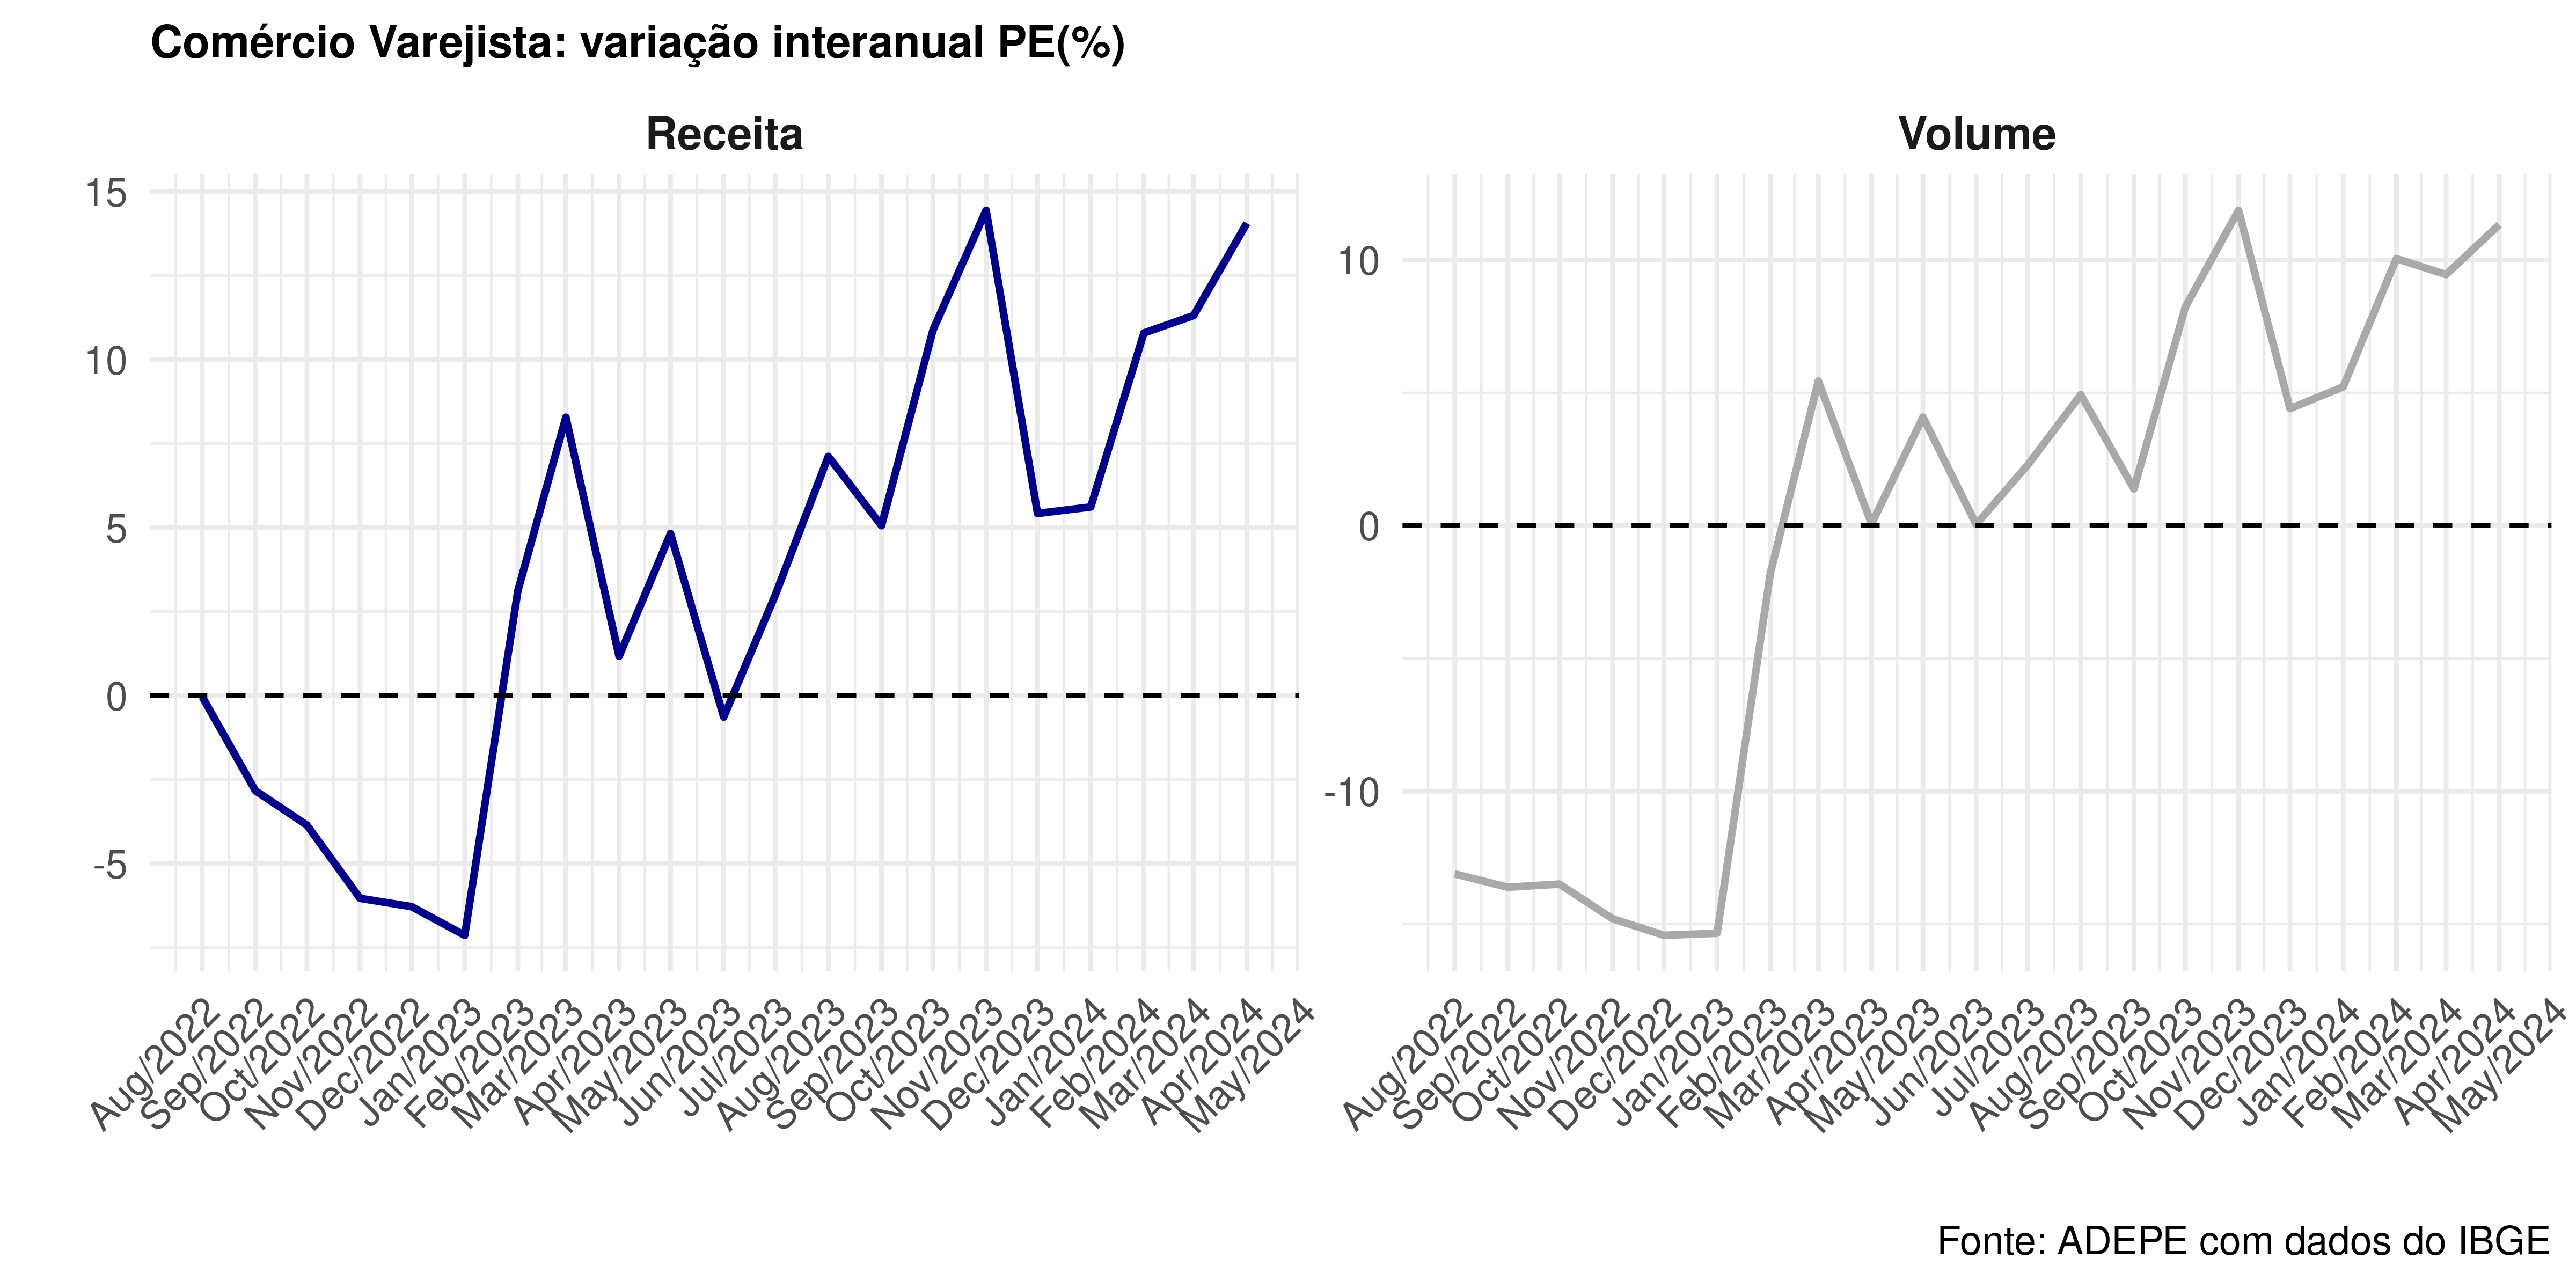 Comércio Varejista: variação interanual PE(%)
Receita
Volume
15
10
5
0
-5
10
0
-10
Aug/2022
Sep/2022
Oct/2022
Nov/2022
Dec/2022
Jan/2023
Feb/2023
Mar/2023
Apr/2023
May/2023
Jun/2023
Jul/2023
Aug/2023
Sep/2023
Oct/2023
Nov/2023
Dec/2023
Jan/2024
Feb/2024
Mar/2024
Apr/2024
May/2024
Aug/2022
Sep/2022
Oct/2022
Nov/2022
Dec/2022
Jan/2023
Feb/2023
Mar/2023
Apr/2023
May/2023
Jun/2023
Jul/2023
Aug/2023
Sep/2023
Oct/2023
Nov/2023
Dec/2023
Jan/2024
Feb/2024
Mar/2024
Apr/2024
May/2024
Fonte: ADEPE com dados do IBGE